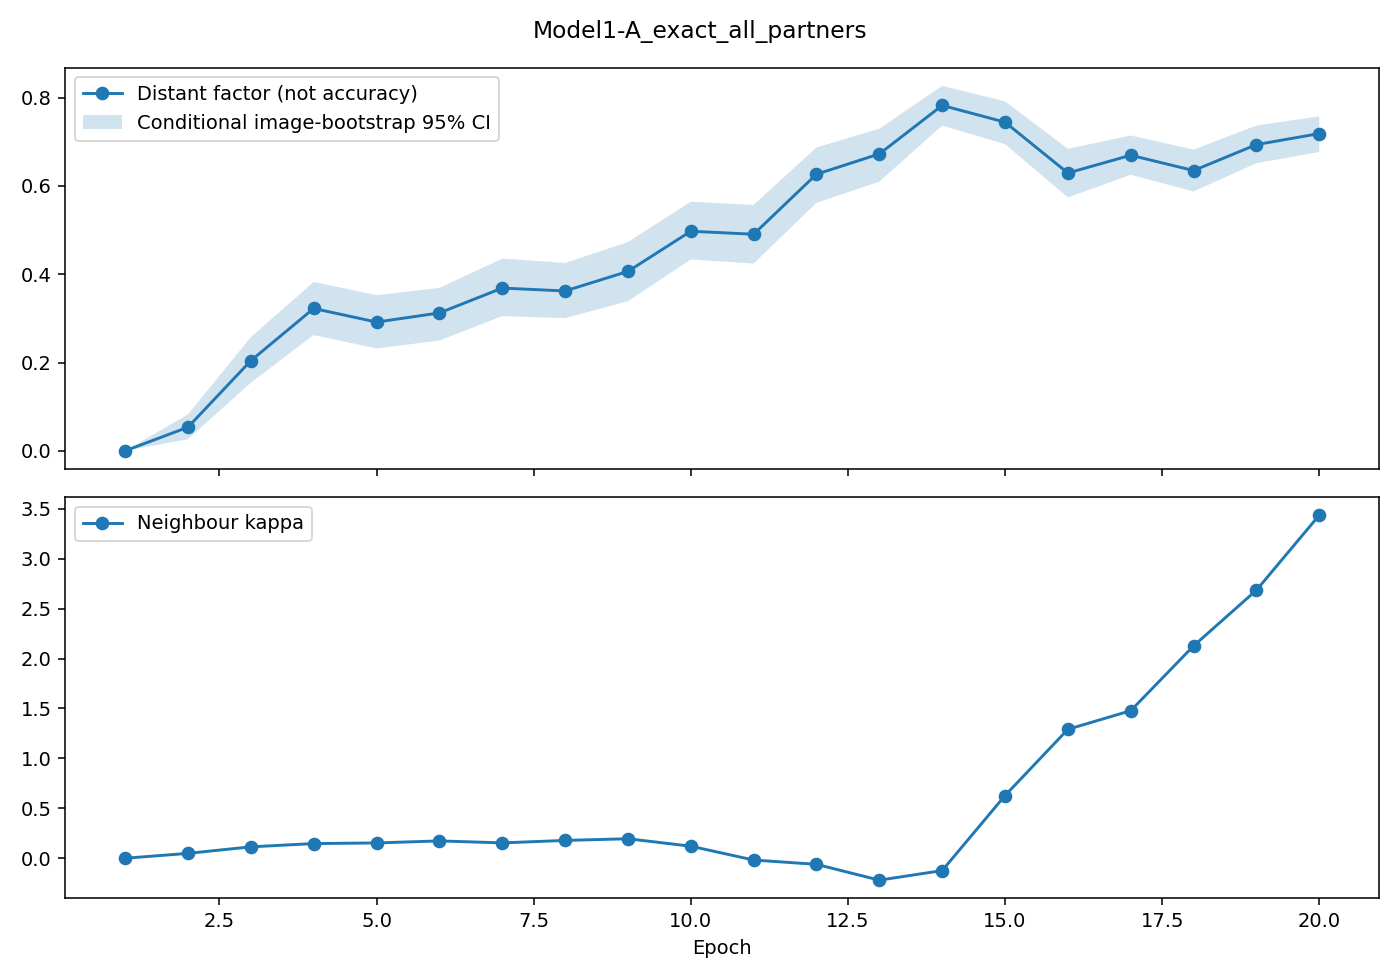 Model1-A_exact_all_partners
Distant factor (not accuracy)
Conditional image-bootstrap 95% CI
0.8
0.6
0.4
0.2
0.0
Neighbour kappa
3.5
3.0
2.5
2.0
1.5
1.0
0.5
0.0
2.5 5.0 7.5 10.0 12.5 15.0 17.5 20.0
Epoch